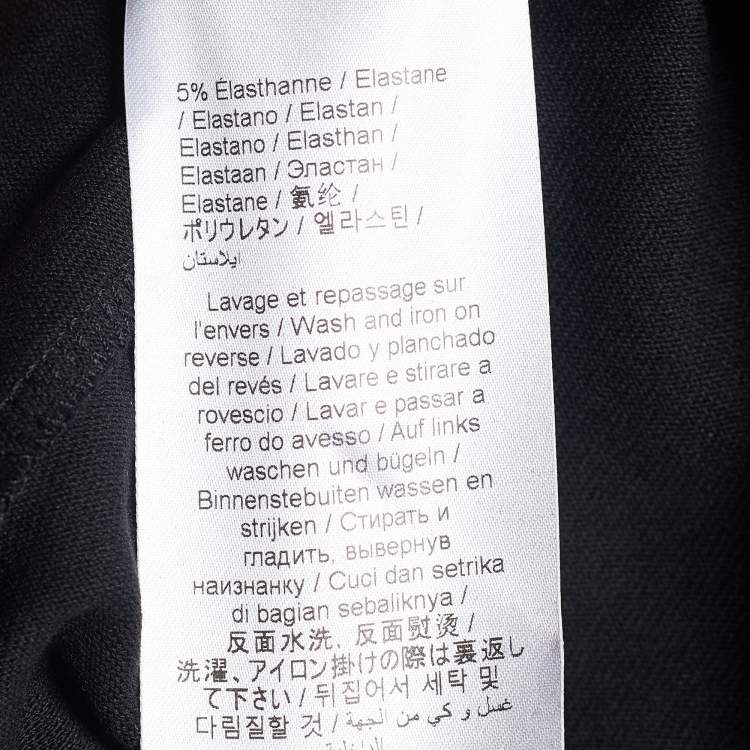 5% Élasthanne / Elastane
/ Elastano / Elastan /
Elastano / Elasthan /
Elastaan / Эластан /
Elastane / 氨纶 /
ポリウレタン / 엘라스틴 /
ايلاستان
Lavage et repassage sur
l'envers / Wash and iron on
reverse / Lavado y planchado
del revés / Lavare e stirare a
rovescio / Lavar e passar a
ferro do avesso / Auf links
waschen und bügeln /
Binnenstebuiten wassen en
strijken / Стирать и
гладить, вывернув
наизнанку / Cuci dan setrika
di bagian sebaliknya /
反面水洗, 反面熨烫 /
洗濯、アイロン掛けの際は裏返し
て下さい / 뒤집어서 세탁 및
다림질할 것 / غسل و كي من الجهة